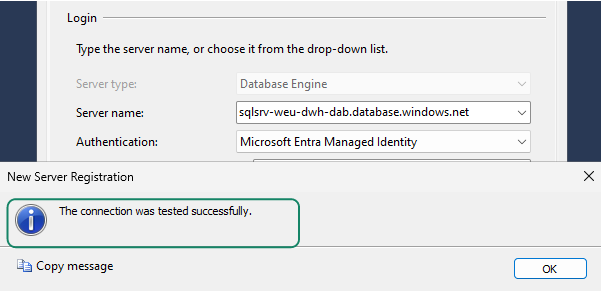 Login
Type the server name, or choose it from the drop-down list.
Server type: Database Engine
Server name: sqlsrv-weu-dwh-dab.database.windows.net
Authentication: Microsoft Entra Managed Identity
New Server Registration
The connection was tested successfully.
Copy message
OK